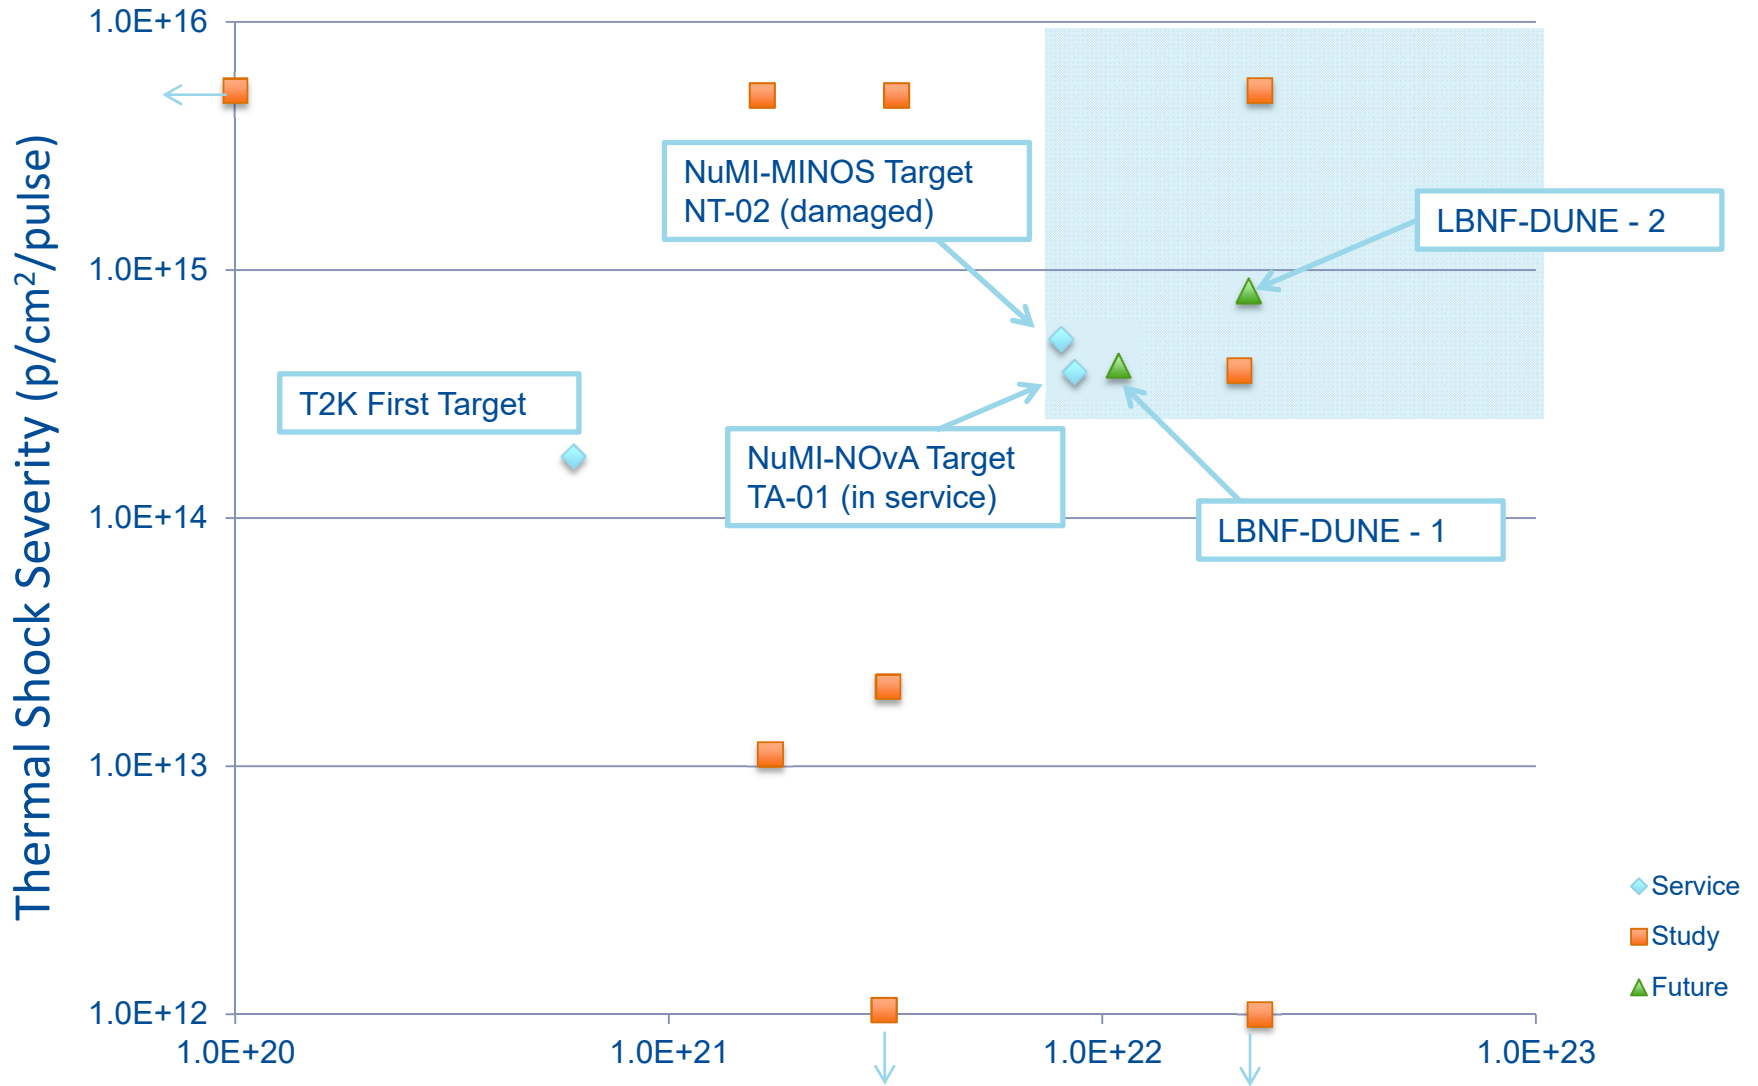 Thermal Shock Severity (p/cm²/pulse)
1.0E+16
1.0E+15
1.0E+14
1.0E+13
1.0E+12
1.0E+20
1.0E+21
1.0E+22
1.0E+23
NuMI-MINOS Target
NT-02 (damaged)
LBNF-DUNE - 2
T2K First Target
NuMI-NOvA Target
TA-01 (in service)
LBNF-DUNE - 1
Service
Study
Future